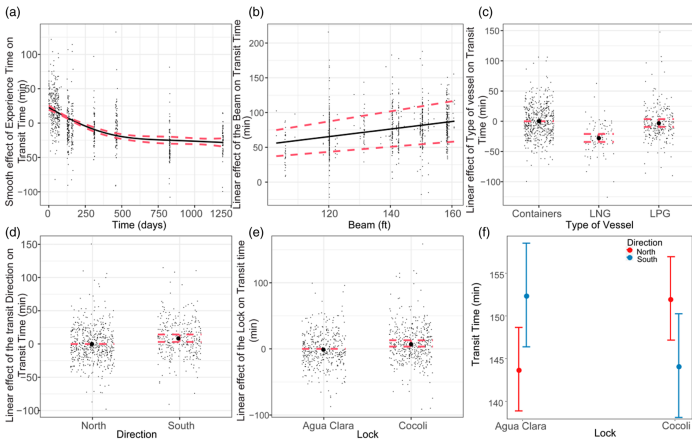 (a)
Smooth effect of Experience Time on
Transit Time (min)
100
50
0
−50
−100
0
250
500
750
1000
1250
Time (days)
(b)
Linear effect of the Beam on Transit Time
(min)
200
150
100
50
0
120
140
160
Beam (ft)
(c)
Linear effect of Type of vessel on Transit
Time (min)
100
50
0
−50
−100
Containers
LNG
LPG
Type of Vessel
(d)
Linear effect of the transit Direction on
Transit Time (min)
150
100
50
0
−50
−100
North
South
Direction
(e)
Linear effect of the Lock on Transit time
(min)
100
0
−100
Agua Clara
Cocoli
Lock
(f)
Direction
North
South
Transit Time (min)
155
150
145
140
Agua Clara
Cocoli
Lock